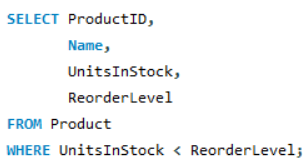 SELECT ProductID,
Name,
UnitsInStock,
ReorderLevel
FROM Product
WHERE UnitsInStock < ReorderLevel;